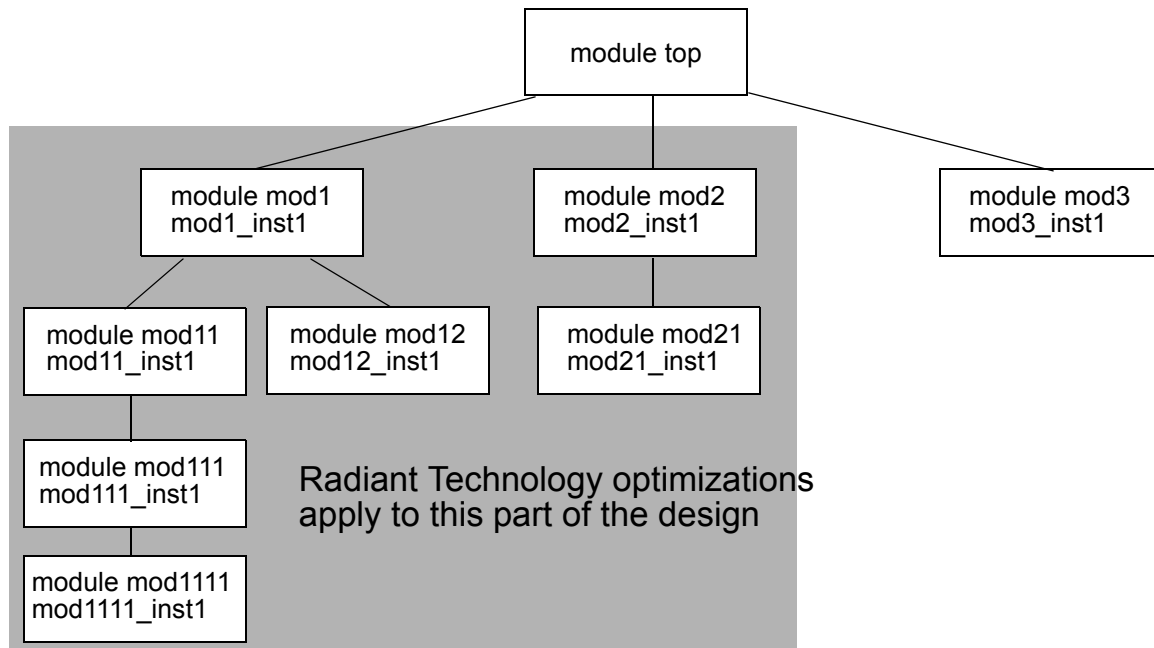 module top
module mod1
mod1_inst1
module mod2
mod2_inst1
module mod3
mod3_inst1
module mod11
mod11_inst1
module mod12
mod12_inst1
module mod21
mod21_inst1
module mod111
mod111_inst1
Radiant Technology optimizations
apply to this part of the design
module mod1111
mod1111_inst1